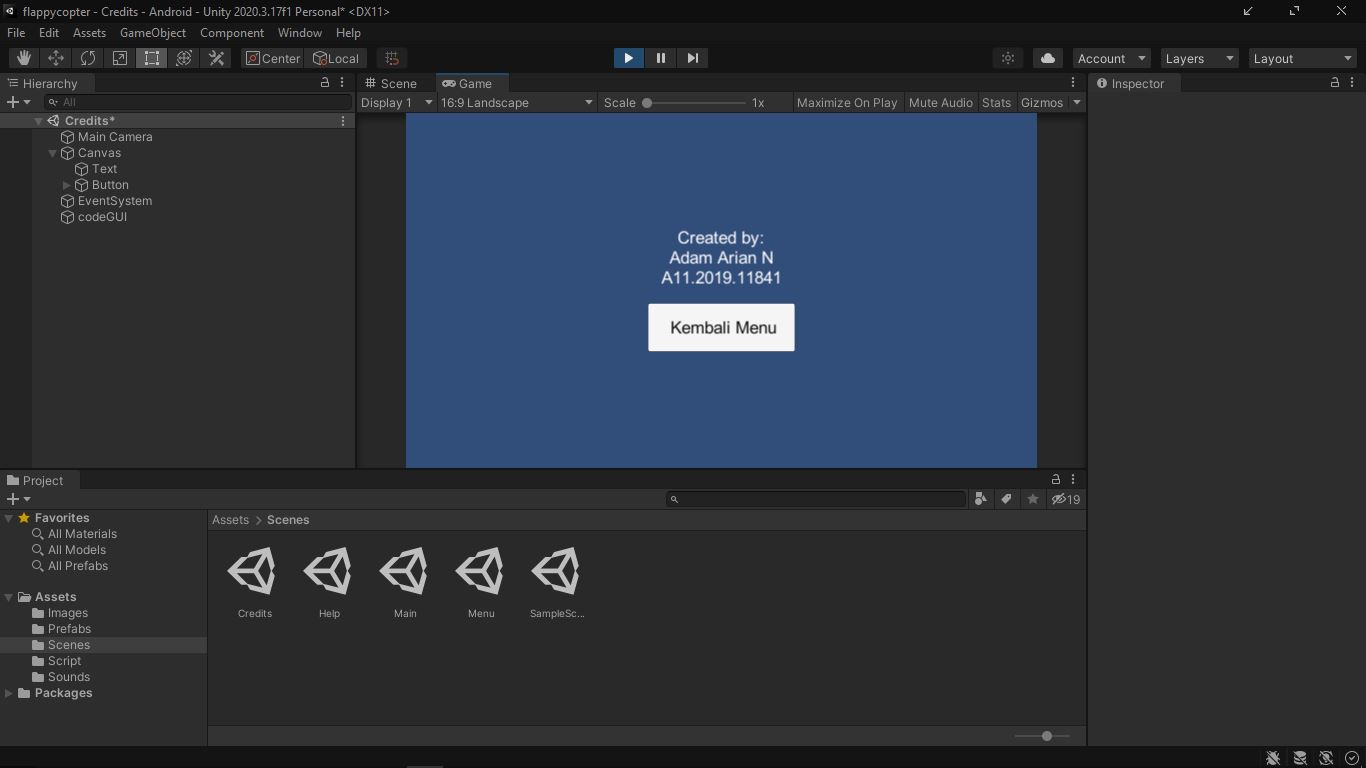 flappycopter - Credits - Android - Unity 2020.3.17f1 Personal* <DX11>
File Edit Assets GameObject Component Window Help
Center Local Account Layers Layout
Hierarchy
All
Credits*
Main Camera
Canvas
Text
Button
EventSystem
codeGUI
Scene Game
Display 1 16:9 Landscape Scale 1x Maximize On Play Mute Audio Stats Gizmos
Created by:
Adam Arian N
A11.2019.11841
Kembali Menu
Inspector
Project
19
Favorites
All Materials
All Models
All Prefabs
Assets
Images
Prefabs
Scenes
Script
Sounds
Packages
Assets > Scenes
Credits Help Main Menu SampleSc...